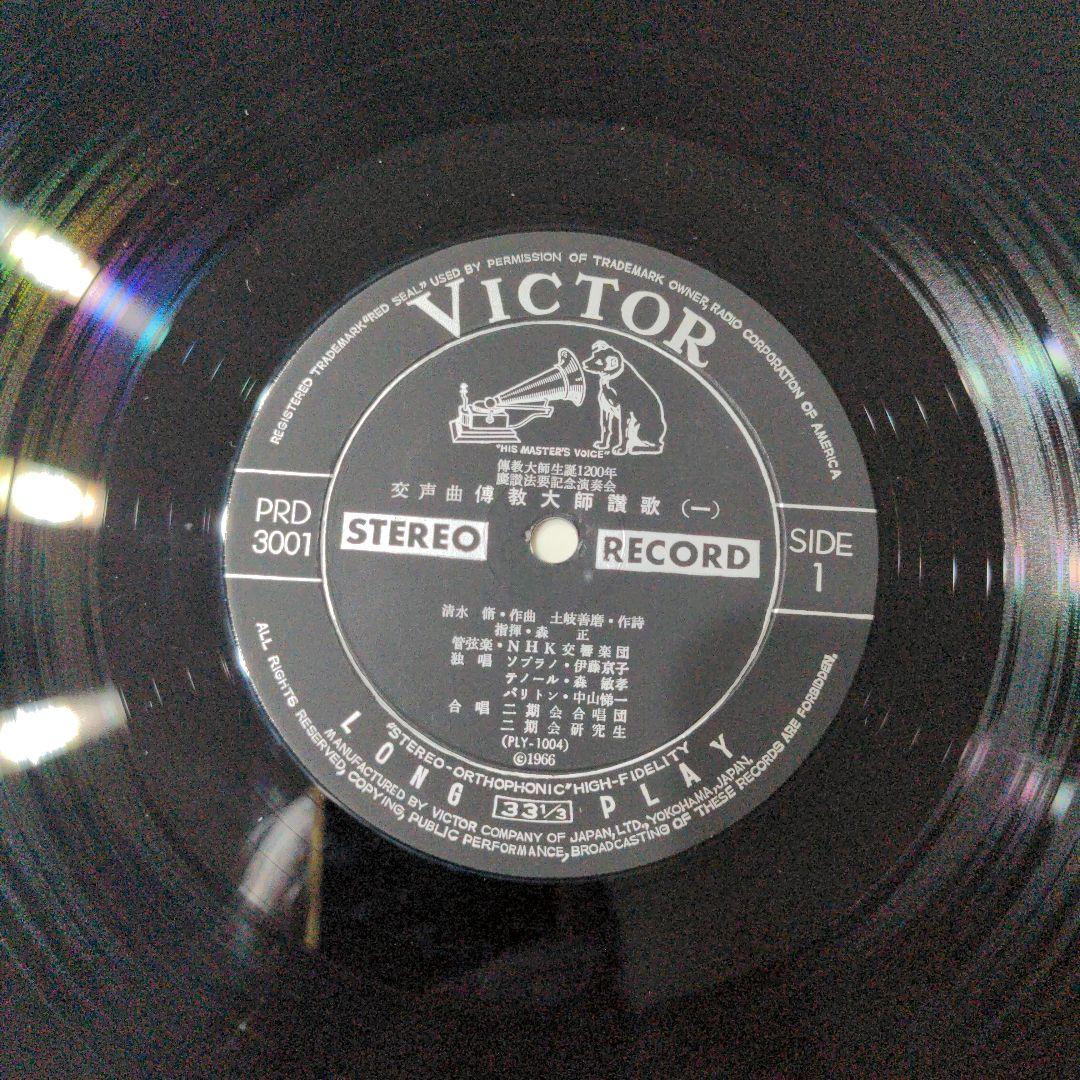 REGISTERED TRADEMARK "RED SEAL" USED BY PERMISSION OF TRADEMARK OWNER, RADIO CORPORATION OF AMERICA
VICTOR
"HIS MASTER'S VOICE"
傳教大師生誕1200年
慶讃法要記念演奏会
交声曲傳教大師讃歌(一)
PRD
3001
STEREO RECORD
SIDE
1
清水 脩・作曲 土岐善磨・作詩
指揮・森 正
管弦楽・NHK交響楽団
独唱 ソプラノ・伊藤京子
テノール・森 敏孝
バリトン・中山悌一
合唱 二期会合唱団
二期会研究生
(PLY-1004)
©1966
"STEREO-ORTHOPHONIC" HIGH-FIDELITY
LONG 33 1/3 PLAY
MANUFACTURED BY VICTOR COMPANY OF JAPAN, LTD., YOKOHAMA, JAPAN.
ALL RIGHTS RESERVED, COPYING, PUBLIC PERFORMANCE, BROADCASTING OF THESE RECORDS ARE FORBIDDEN.